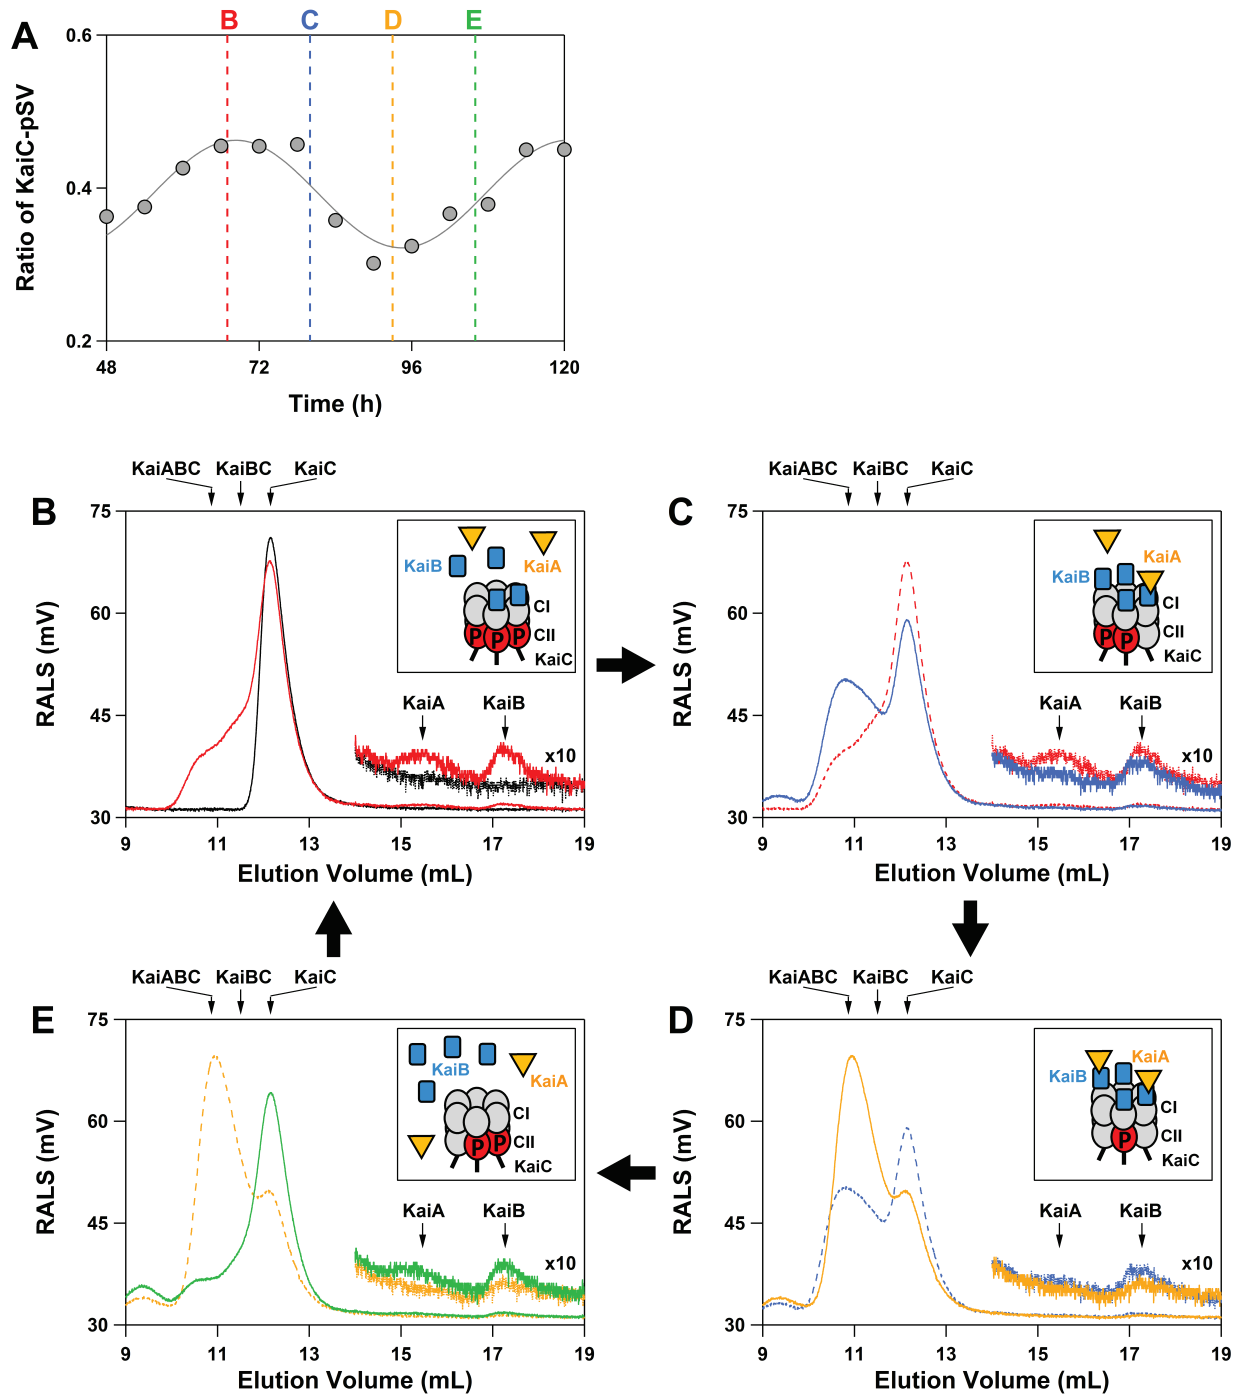 A
B C D E
0.6
0.4
0.2
Ratio of KaiC-pSV
48 72 96 120
Time (h)
KaiABC KaiBC KaiC
B
75
60
45
30
RALS (mV)
KaiB KaiA
CI
CII
P P P
KaiC
KaiA KaiB
x10
9 11 13 15 17 19
Elution Volume (mL)
KaiABC KaiBC KaiC
C
75
60
45
30
RALS (mV)
KaiA
KaiB
CI
CII
P P
KaiC
KaiA KaiB
x10
9 11 13 15 17 19
Elution Volume (mL)
KaiABC KaiBC KaiC
E
75
60
45
30
RALS (mV)
KaiB
KaiA
CI
CII
P P
KaiC
KaiA KaiB
x10
9 11 13 15 17 19
Elution Volume (mL)
KaiABC KaiBC KaiC
D
75
60
45
30
RALS (mV)
KaiA
KaiB
CI
CII
P
KaiC
KaiA KaiB
x10
9 11 13 15 17 19
Elution Volume (mL)